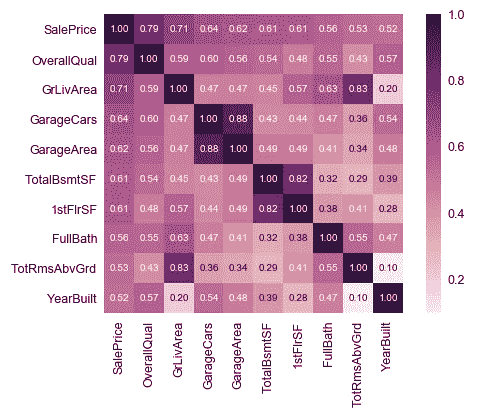 SalePrice 1.00 0.79 0.71 0.64 0.62 0.61 0.61 0.56 0.53 0.52
OverallQual 0.79 1.00 0.59 0.60 0.56 0.54 0.48 0.55 0.43 0.57
GrLivArea 0.71 0.59 1.00 0.47 0.47 0.45 0.57 0.63 0.83 0.20
GarageCars 0.64 0.60 0.47 1.00 0.88 0.43 0.44 0.47 0.36 0.54
GarageArea 0.62 0.56 0.47 0.88 1.00 0.49 0.49 0.41 0.34 0.48
TotalBsmtSF 0.61 0.54 0.45 0.43 0.49 1.00 0.82 0.32 0.29 0.39
1stFlrSF 0.61 0.48 0.57 0.44 0.49 0.82 1.00 0.38 0.41 0.28
FullBath 0.56 0.55 0.63 0.47 0.41 0.32 0.38 1.00 0.55 0.47
TotRmsAbvGrd 0.53 0.43 0.83 0.36 0.34 0.29 0.41 0.55 1.00 0.10
YearBuilt 0.52 0.57 0.20 0.54 0.48 0.39 0.28 0.47 0.10 1.00
SalePrice
OverallQual
GrLivArea
GarageCars
GarageArea
TotalBsmtSF
1stFlrSF
FullBath
TotRmsAbvGrd
YearBuilt
1.0
0.8
0.6
0.4
0.2